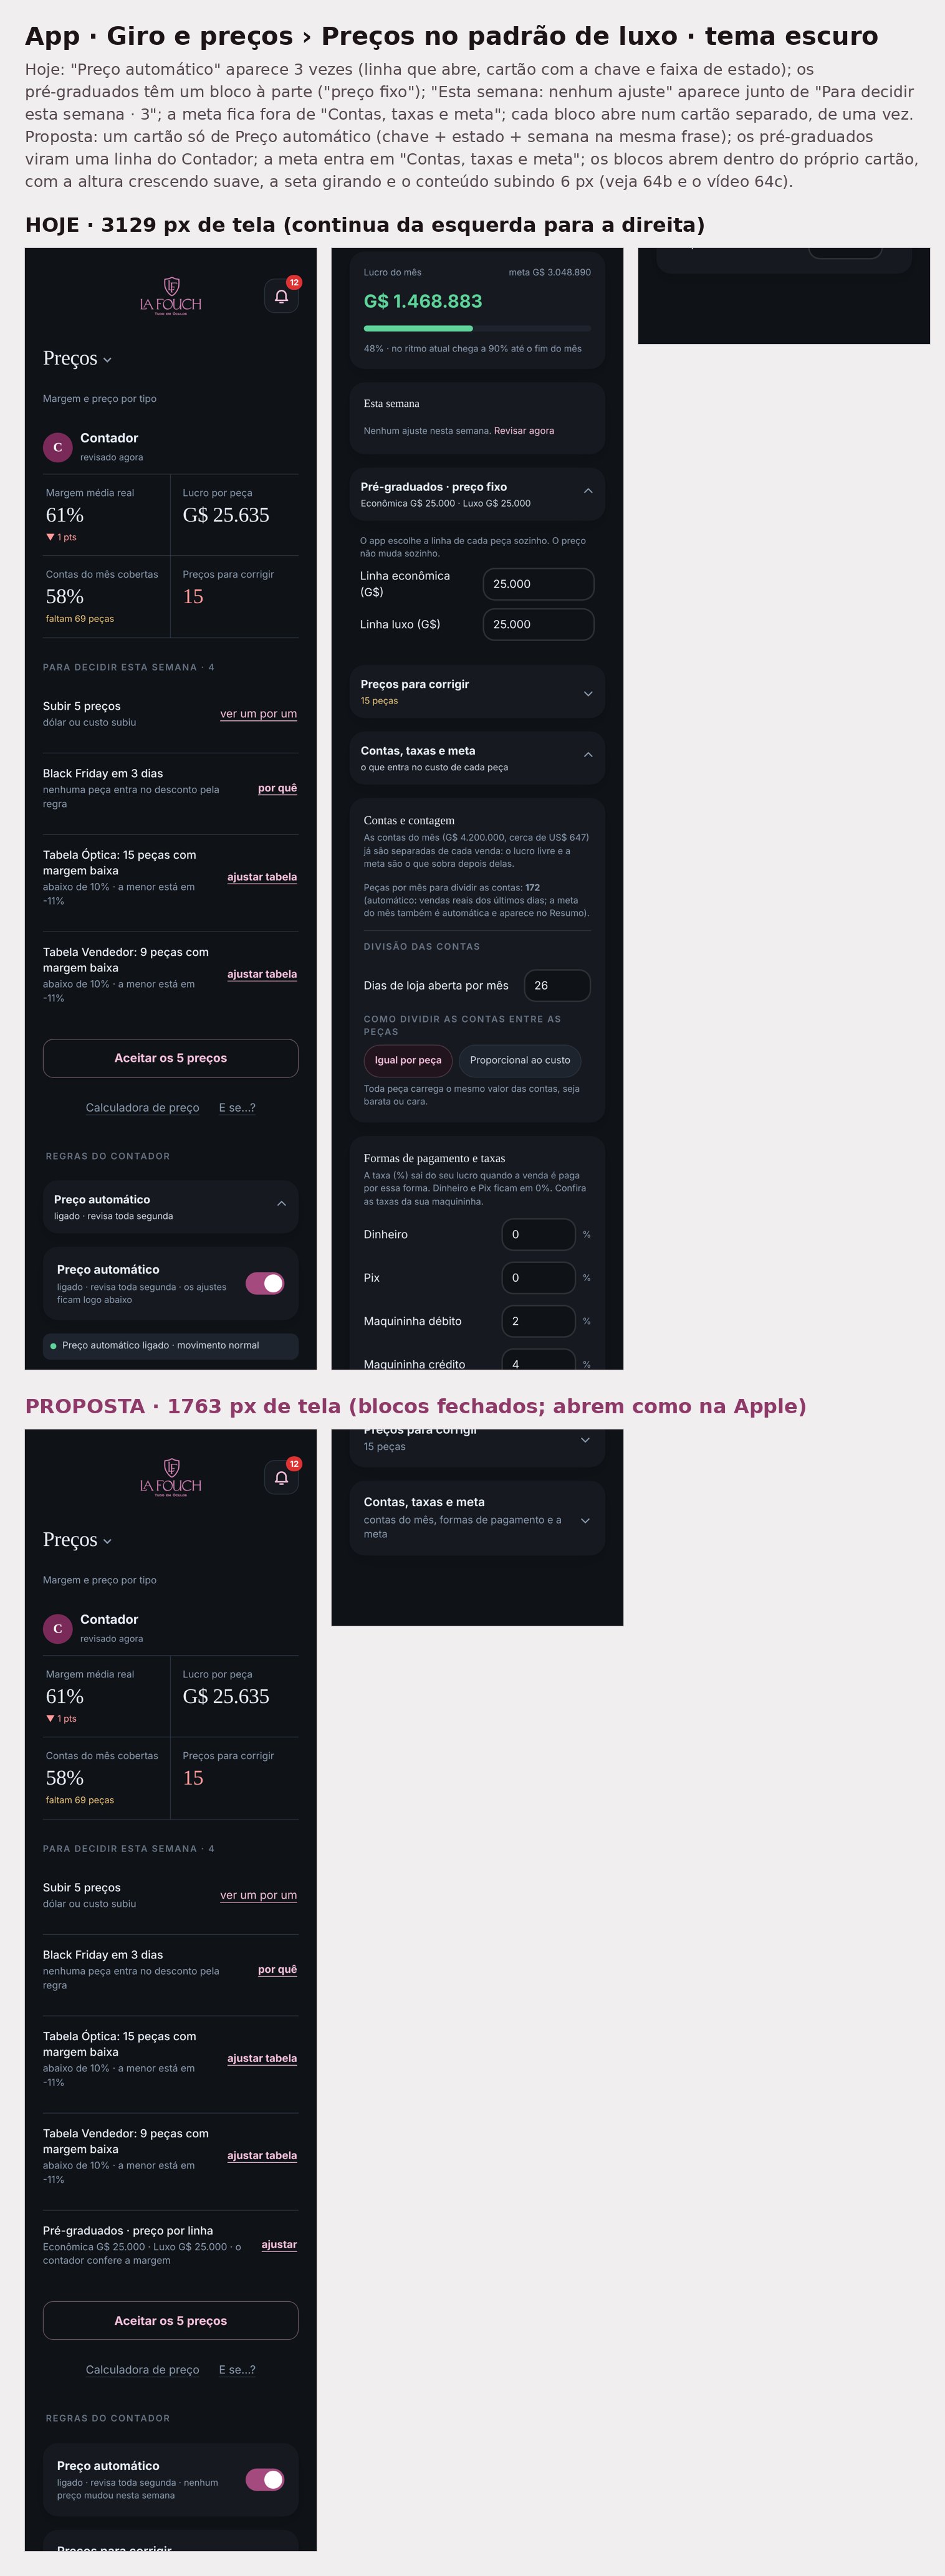 App · Giro e preços › Preços no padrão de luxo · tema escuro
Hoje: "Preço automático" aparece 3 vezes (linha que abre, cartão com a chave e faixa de estado); os
pré-graduados têm um bloco à parte ("preço fixo"); "Esta semana: nenhum ajuste" aparece junto de "Para decidir
esta semana · 3"; a meta fica fora de "Contas, taxas e meta"; cada bloco abre num cartão separado, de uma vez.
Proposta: um cartão só de Preço automático (chave + estado + semana na mesma frase); os pré-graduados
viram uma linha do Contador; a meta entra em "Contas, taxas e meta"; os blocos abrem dentro do próprio cartão,
com a altura crescendo suave, a seta girando e o conteúdo subindo 6 px (veja 64b e o vídeo 64c).
HOJE · 3129 px de tela (continua da esquerda para a direita)
LA FOUCH
Tudo em Óculos
12
Preços
Margem e preço por tipo
C
Contador
revisado agora
Margem média real
61%
▼ 1 pts
Lucro por peça
G$ 25.635
Contas do mês cobertas
58%
faltam 69 peças
Preços para corrigir
15
PARA DECIDIR ESTA SEMANA · 4
Subir 5 preços
dólar ou custo subiu
ver um por um
Black Friday em 3 dias
nenhuma peça entra no desconto pela
regra
por quê
Tabela Óptica: 15 peças com
margem baixa
abaixo de 10% · a menor está em
-11%
ajustar tabela
Tabela Vendedor: 9 peças com
margem baixa
abaixo de 10% · a menor está em
-11%
ajustar tabela
Aceitar os 5 preços
Calculadora de preço
E se...?
REGRAS DO CONTADOR
Preço automático
ligado · revisa toda segunda
Preço automático
ligado · revisa toda segunda · os ajustes
ficam logo abaixo
Preço automático ligado · movimento normal
Lucro do mês
meta G$ 3.048.890
G$ 1.468.883
48% · no ritmo atual chega a 90% até o fim do mês
Esta semana
Nenhum ajuste nesta semana. Revisar agora
Pré-graduados · preço fixo
Econômica G$ 25.000 · Luxo G$ 25.000
O app escolhe a linha de cada peça sozinho. O preço
não muda sozinho.
Linha econômica
(G$)
25.000
Linha luxo (G$)
25.000
Preços para corrigir
15 peças
Contas, taxas e meta
o que entra no custo de cada peça
Contas e contagem
As contas do mês (G$ 4.200.000, cerca de US$ 647)
já são separadas de cada venda: o lucro livre e a
meta são o que sobra depois delas.
Peças por mês para dividir as contas: 172
(automático: vendas reais dos últimos dias; a meta
do mês também é automática e aparece no Resumo).
DIVISÃO DAS CONTAS
Dias de loja aberta por mês
26
COMO DIVIDIR AS CONTAS ENTRE AS
PEÇAS
Igual por peça
Proporcional ao custo
Toda peça carrega o mesmo valor das contas, seja
barata ou cara.
Formas de pagamento e taxas
A taxa (%) sai do seu lucro quando a venda é paga
por essa forma. Dinheiro e Pix ficam em 0%. Confira
as taxas da sua maquininha.
Dinheiro
0
%
Pix
0
%
Maquininha débito
2
%
Maquininha crédito
4
%
PROPOSTA · 1763 px de tela (blocos fechados; abrem como na Apple)
LA FOUCH
Tudo em Óculos
12
Preços
Margem e preço por tipo
C
Contador
revisado agora
Margem média real
61%
▼ 1 pts
Lucro por peça
G$ 25.635
Contas do mês cobertas
58%
faltam 69 peças
Preços para corrigir
15
PARA DECIDIR ESTA SEMANA · 4
Subir 5 preços
dólar ou custo subiu
ver um por um
Black Friday em 3 dias
nenhuma peça entra no desconto pela
regra
por quê
Tabela Óptica: 15 peças com
margem baixa
abaixo de 10% · a menor está em
-11%
ajustar tabela
Tabela Vendedor: 9 peças com
margem baixa
abaixo de 10% · a menor está em
-11%
ajustar tabela
Pré-graduados · preço por linha
Econômica G$ 25.000 · Luxo G$ 25.000 · o
contador confere a margem
ajustar
Aceitar os 5 preços
Calculadora de preço
E se...?
REGRAS DO CONTADOR
Preço automático
ligado · revisa toda segunda · nenhum
preço mudou nesta semana
Preços para corrigir
Preços para corrigir
15 peças
Contas, taxas e meta
contas do mês, formas de pagamento e a
meta